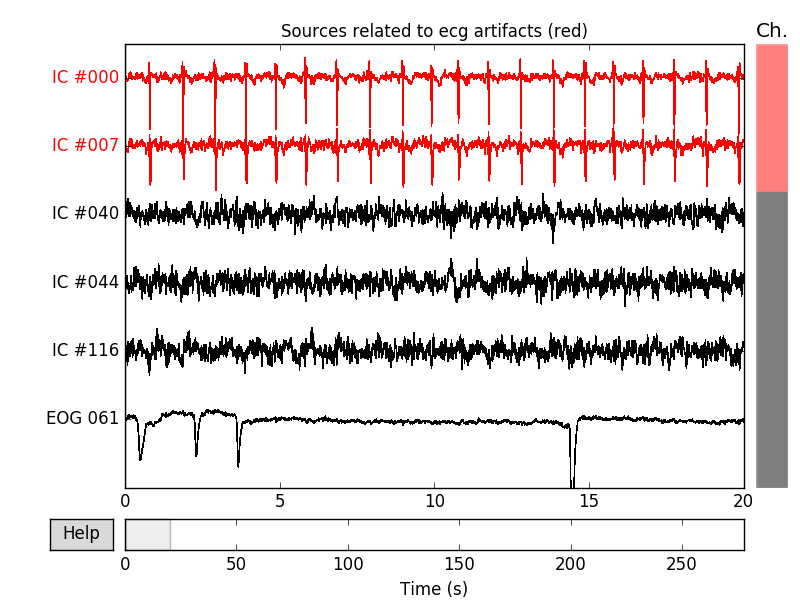 Sources related to ecg artifacts (red)
Ch.
IC #000
IC #007
IC #040
IC #044
IC #116
EOG 061
0 5 10 15 20
Help
0 50 100 150 200 250
Time (s)